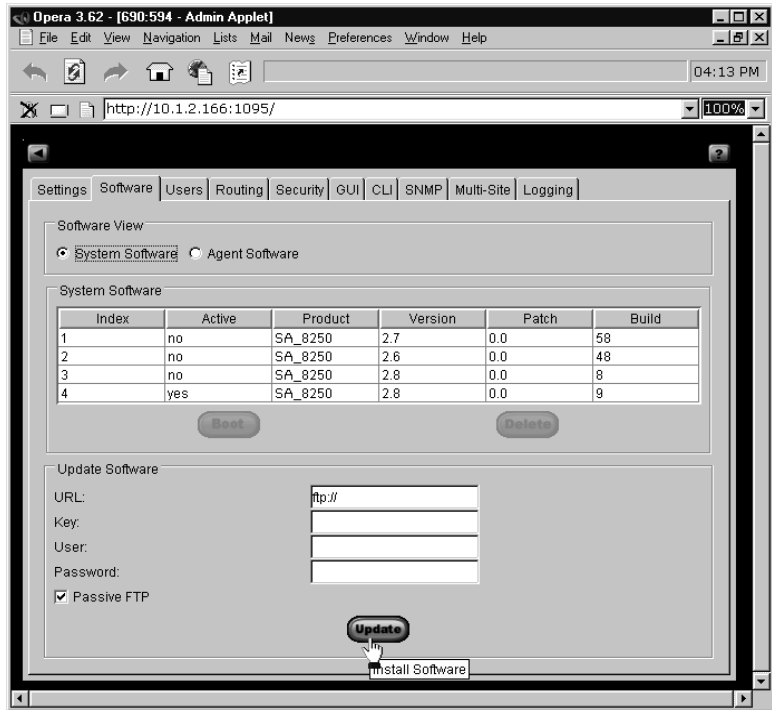 Opera 3.62 - [690:594 - Admin Applet]
File Edit View Navigation Lists Mail News Preferences Window Help
04:13 PM
http://10.1.2.166:1095/ 100%
?
Settings Software Users Routing Security GUI CLI SNMP Multi-Site Logging
Software View
System Software Agent Software
System Software
Index Active Product Version Patch Build
1 no SA_8250 2.7 0.0 58
2 no SA_8250 2.6 0.0 48
3 no SA_8250 2.8 0.0 8
4 yes SA_8250 2.8 0.0 9
Boot Delete
Update Software
URL: ftp://
Key:
User:
Password:
Passive FTP
Update
Install Software